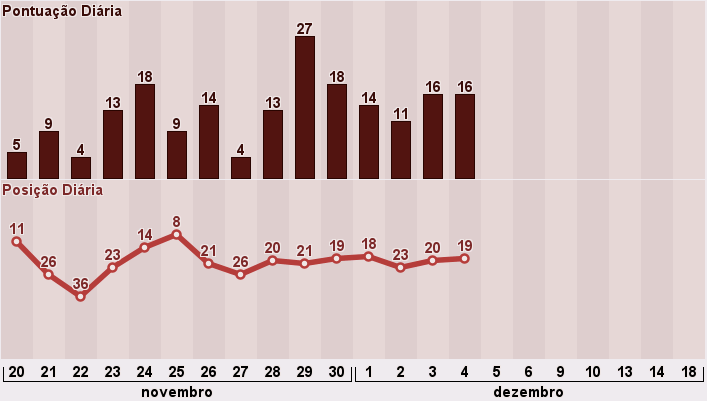 Pontuação Diária
5 9 4 13 18 9 14 4 13 27 18 14 11 16 16
Posição Diária
11 26 36 23 14 8 21 26 20 21 19 18 23 20 19
20 21 22 23 24 25 26 27 28 29 30 1 2 3 4 5 6 9 10 13 14 18
novembro dezembro